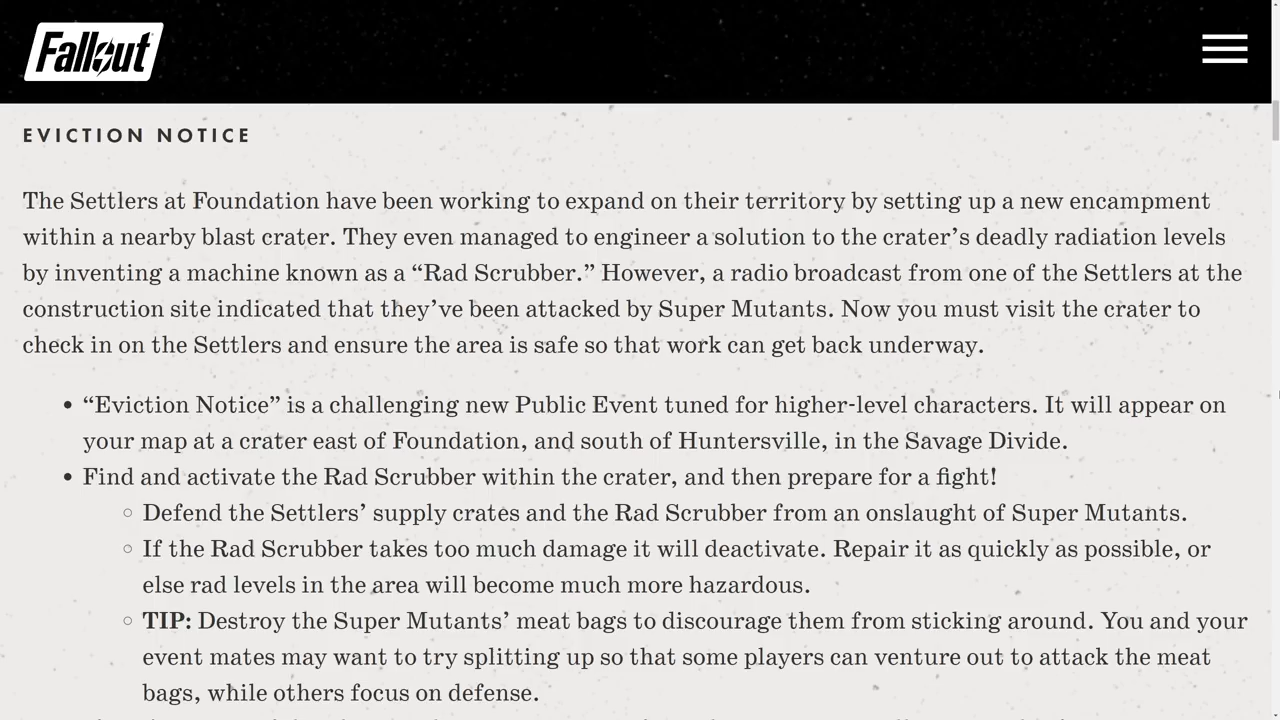 Fallout
EVICTION NOTICE
The Settlers at Foundation have been working to expand on their territory by setting up a new encampment
within a nearby blast crater. They even managed to engineer a solution to the crater’s deadly radiation levels
by inventing a machine known as a “Rad Scrubber.” However, a radio broadcast from one of the Settlers at the
construction site indicated that they’ve been attacked by Super Mutants. Now you must visit the crater to
check in on the Settlers and ensure the area is safe so that work can get back underway.
• “Eviction Notice” is a challenging new Public Event tuned for higher-level characters. It will appear on
your map at a crater east of Foundation, and south of Huntersville, in the Savage Divide.
• Find and activate the Rad Scrubber within the crater, and then prepare for a fight!
○ Defend the Settlers’ supply crates and the Rad Scrubber from an onslaught of Super Mutants.
○ If the Rad Scrubber takes too much damage it will deactivate. Repair it as quickly as possible, or
else rad levels in the area will become much more hazardous.
○ TIP: Destroy the Super Mutants’ meat bags to discourage them from sticking around. You and your
event mates may want to try splitting up so that some players can venture out to attack the meat
bags, while others focus on defense.